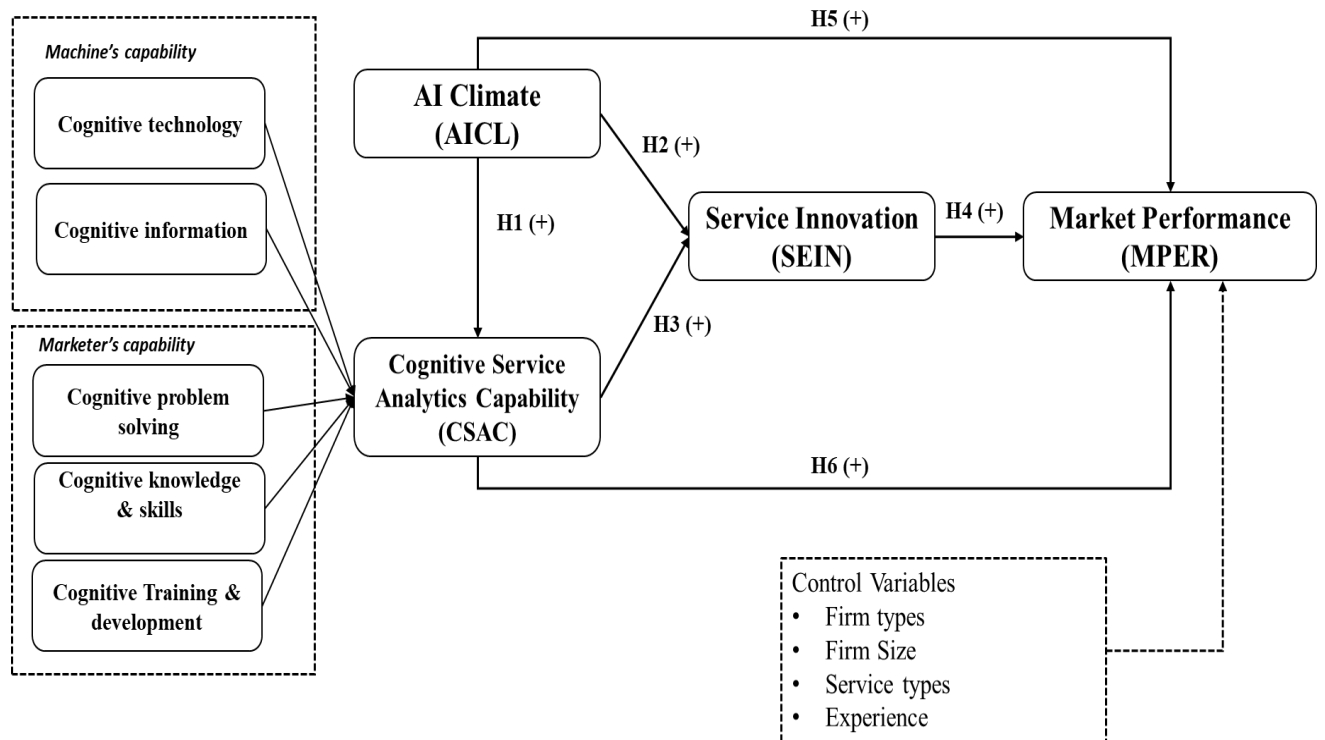 Machine's capability
Cognitive technology
Cognitive information
Marketer's capability
Cognitive problem
solving
Cognitive knowledge
& skills
Cognitive Training &
development
H5 (+)
AI Climate
(AICL)
H2 (+)
H1 (+)
Service Innovation
(SEIN)
H4 (+)
Market Performance
(MPER)
H3 (+)
Cognitive Service
Analytics Capability
(CSAC)
H6 (+)
Control Variables
• Firm types
• Firm Size
• Service types
• Experience